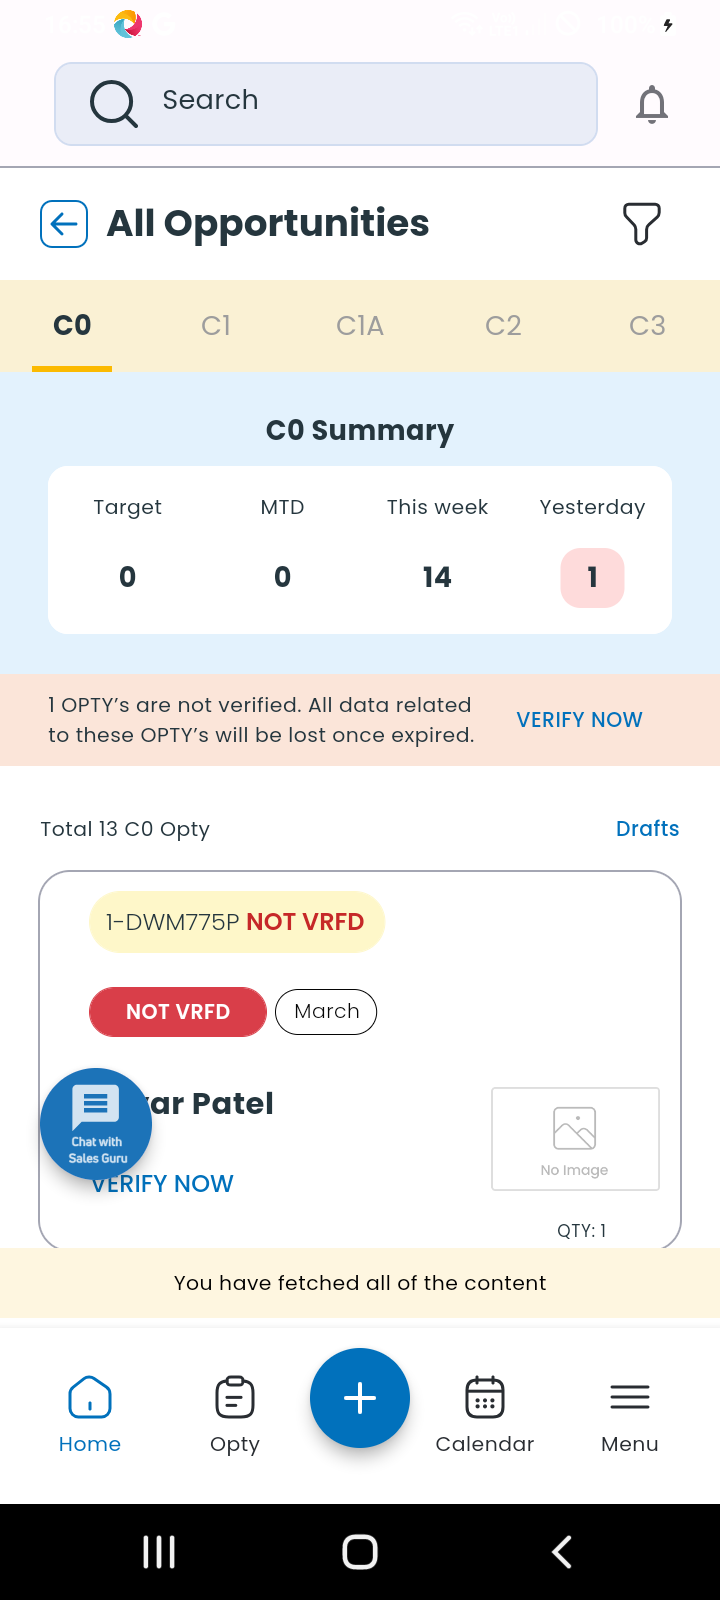 Search
All Opportunities
C0 C1 C1A C2 C3
C0 Summary
Target MTD This week Yesterday
0 0 14 1
1 OPTY’s are not verified. All data related
to these OPTY’s will be lost once expired.
VERIFY NOW
Total 13 C0 Opty
Drafts
1-DWM775P NOT VRFD
NOT VRFD March
Patel
Chat with
Sales Guru
VERIFY NOW
No Image
QTY: 1
You have fetched all of the content
Home Opty Calendar Menu